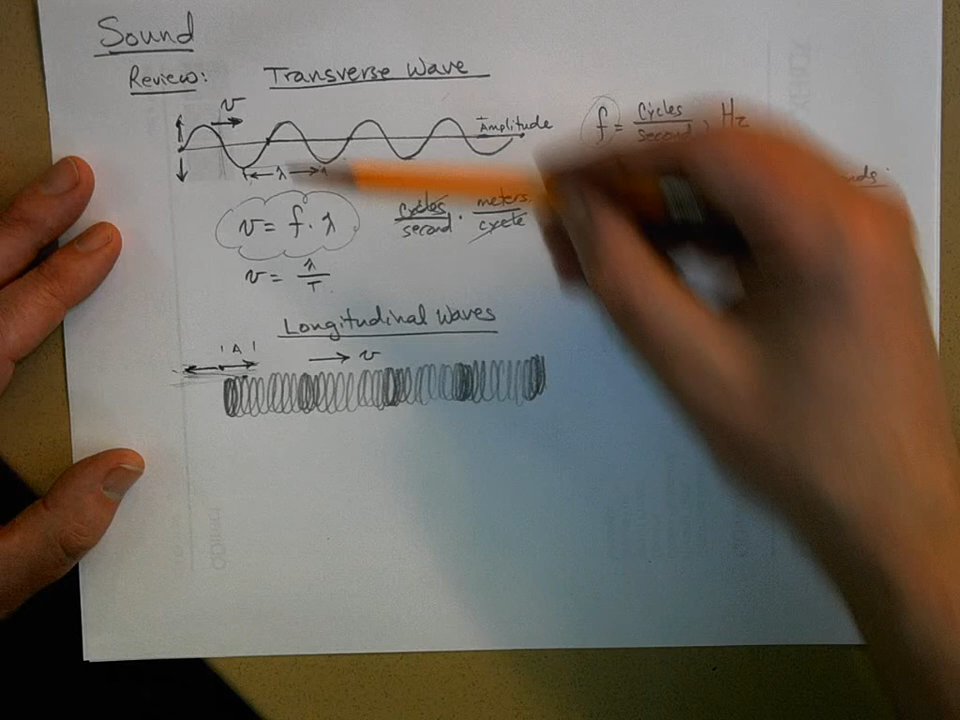 Sound
Review: Transverse Wave
v
Amplitude
f = cycles/second, Hz
λ
v = f · λ
cycles/second · meters/cycle
v = λ/T
Longitudinal Waves
|A|
v